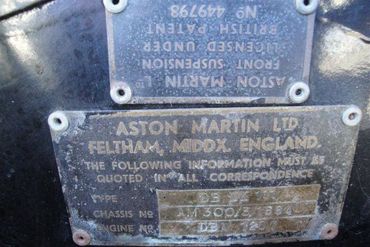 ASTON MARTIN L
FRONT SUSPENSION
LICENSED UNDER
BRITISH PATENT
Nº 449798
ASTON MARTIN LTD
FELTHAM, MIDDX. ENGLAND.
THE FOLLOWING INFORMATION MUST BE
QUOTED IN ALL CORRESPONDENCE
TYPE
CHASSIS Nº AM300/
ENGINE Nº